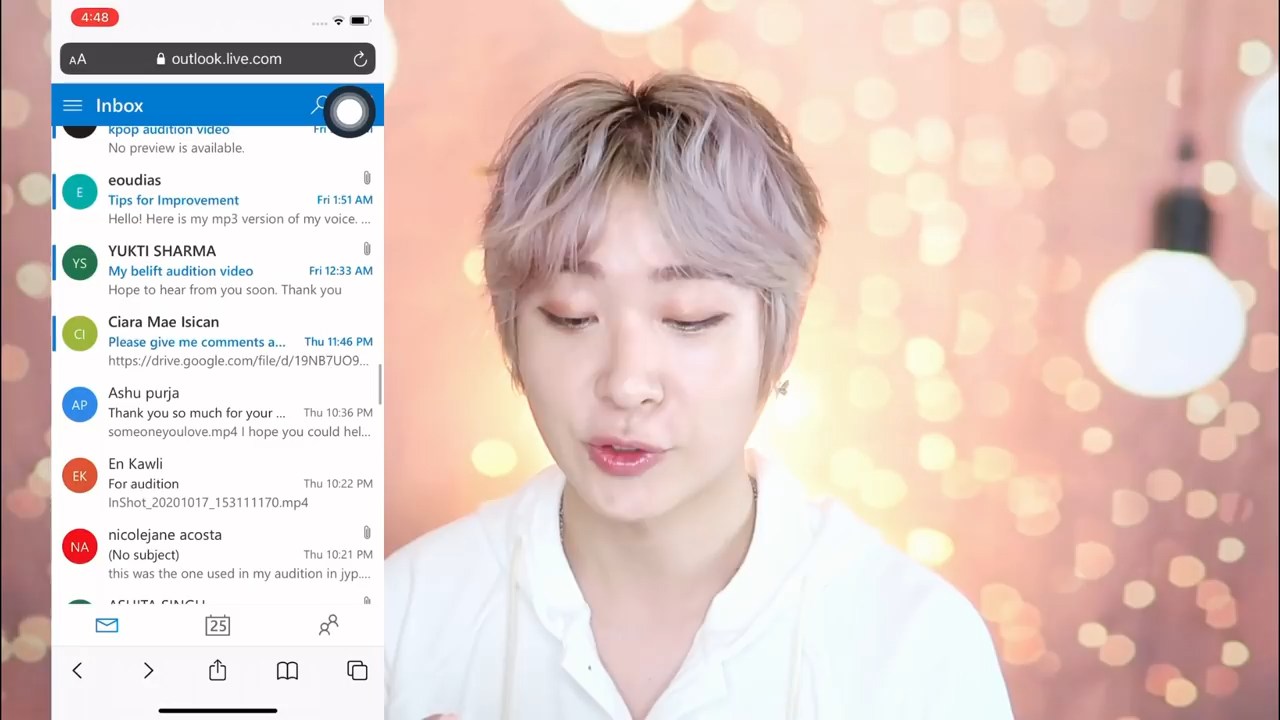 4:48
AA outlook.live.com
Inbox
kpop audition video Fri
No preview is available.
E eoudias
Tips for Improvement Fri 1:51 AM
Hello! Here is my mp3 version of my voice. ...
YS YUKTI SHARMA
My belift audition video Fri 12:33 AM
Hope to hear from you soon. Thank you
CI Ciara Mae Isican
Please give me comments a... Thu 11:46 PM
https://drive.google.com/file/d/19NB7UO9...
AP Ashu purja
Thank you so much for your ... Thu 10:36 PM
someoneyoulove.mp4 I hope you could hel...
EK En Kawli
For audition Thu 10:22 PM
InShot_20201017_153111170.mp4
NA nicolejane acosta
(No subject) Thu 10:21 PM
this was the one used in my audition in jyp....
ASHITA SINGH
25